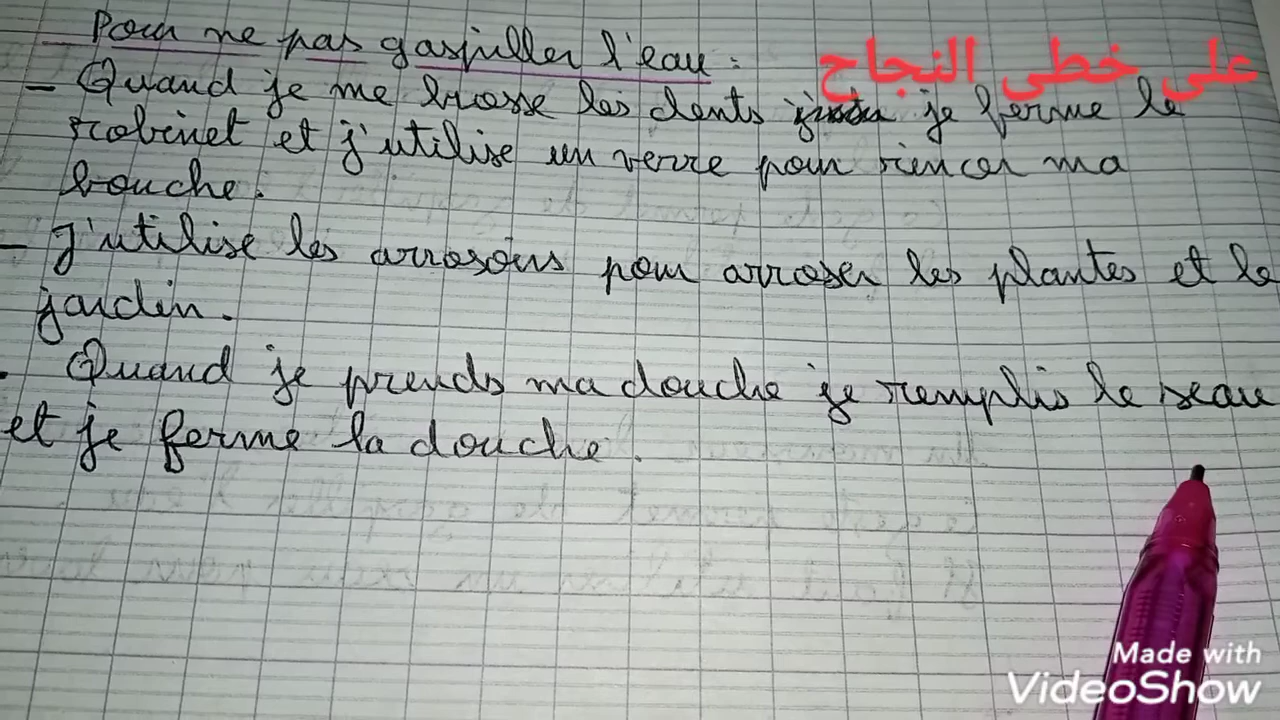 Pour ne pas gaspiller l'eau :
على خطى النجاح
- Quand je me brosse les dents je ferme le
robinet et j'utilise un verre pour rincer ma
bouche.
- J'utilise les arrosoirs pour arroser les plantes et le
jardin.
. Quand je prends ma douche je remplis le seau
et je ferme la douche.
Made with
VideoShow